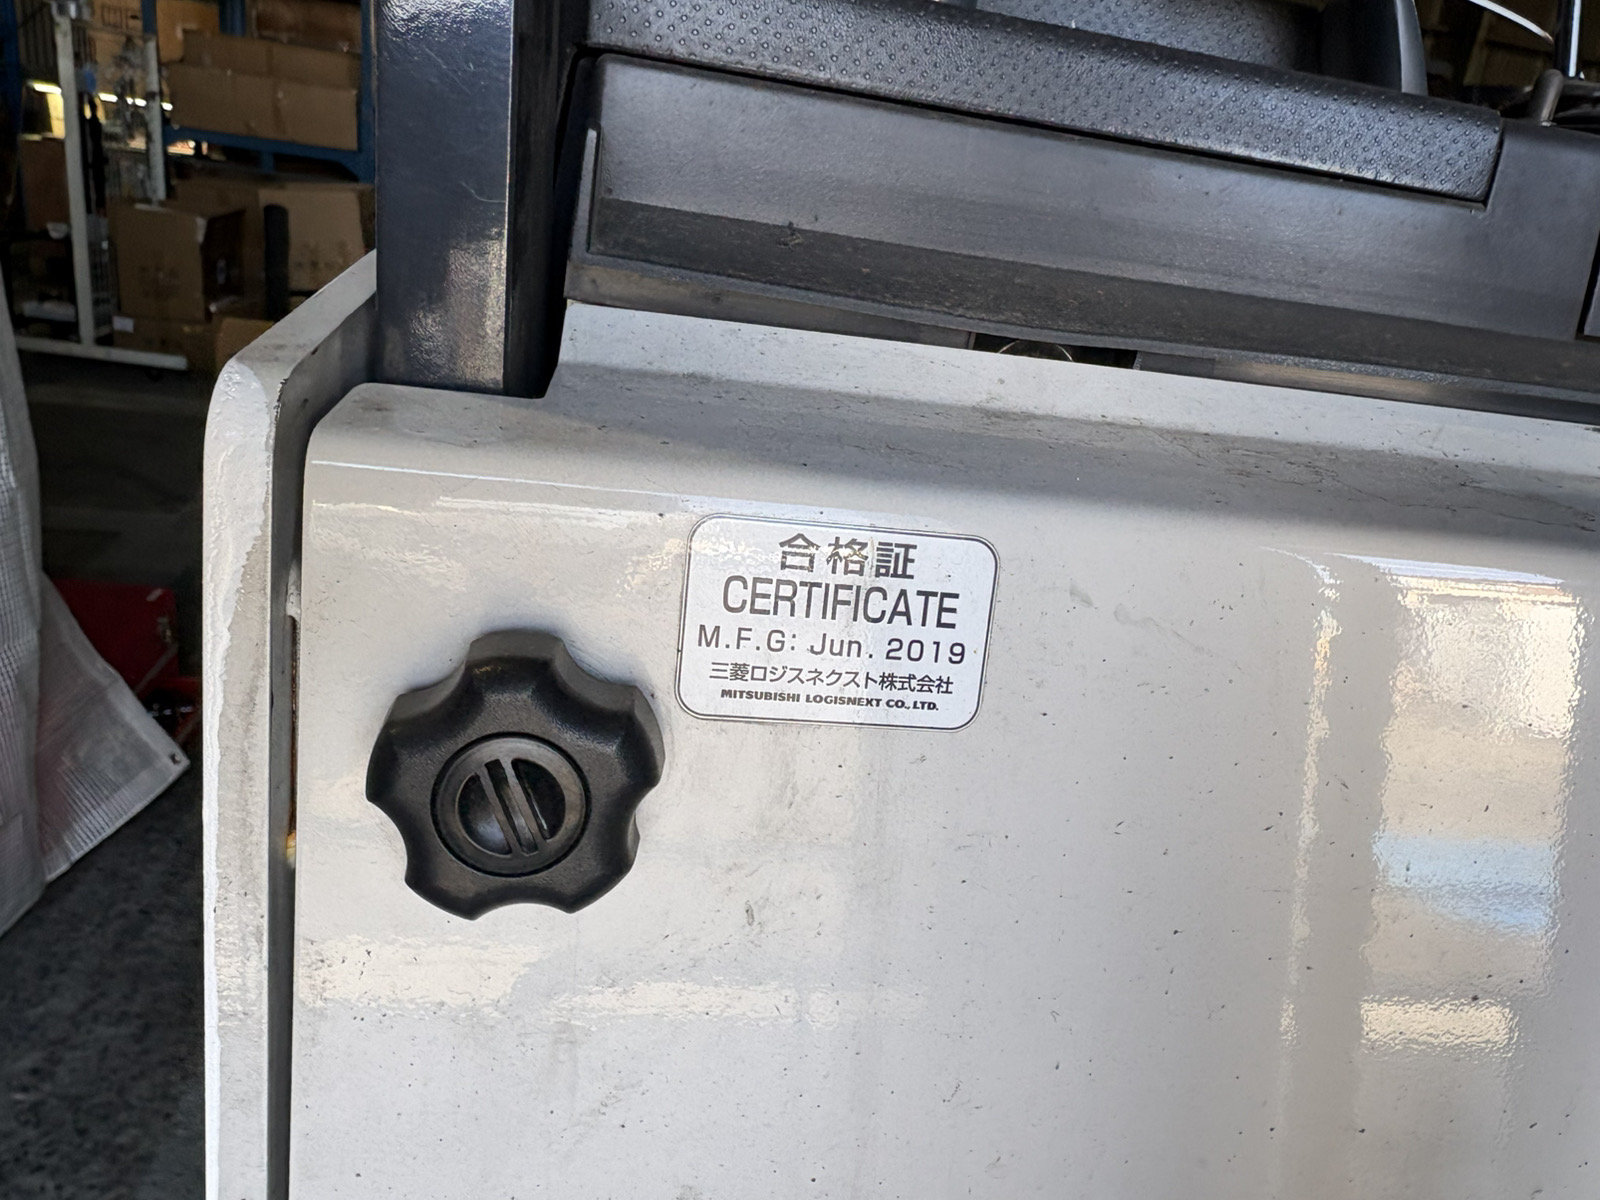 合格証
CERTIFICATE
M.F.G: Jun. 2019
三菱ロジスネクスト株式会社
MITSUBISHI LOGISNEXT CO., LTD.